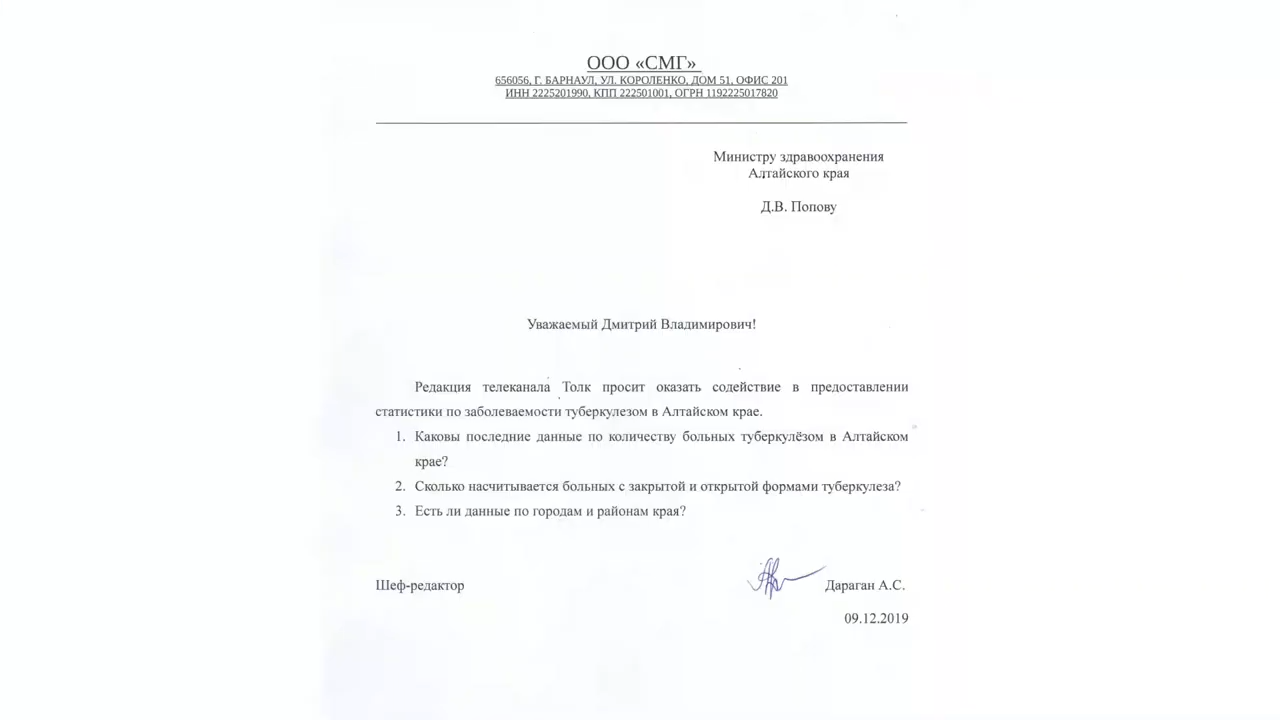 ООО «СМГ»
656056, Г. БАРНАУЛ, УЛ. КОРОЛЕНКО, ДОМ 51, ОФИС 201
ИНН 2225201990, КПП 222501001, ОГРН 1192225017820
Министру здравоохранения
Алтайского края
Д.В. Попову
Уважаемый Дмитрий Владимирович!
Редакция телеканала Толк просит оказать содействие в предоставлении
статистики по заболеваемости туберкулезом в Алтайском крае.
1. Каковы последние данные по количеству больных туберкулёзом в Алтайском
крае?
2. Сколько насчитывается больных с закрытой и открытой формами туберкулеза?
3. Есть ли данные по городам и районам края?
Шеф-редактор Дараган А.С.
09.12.2019